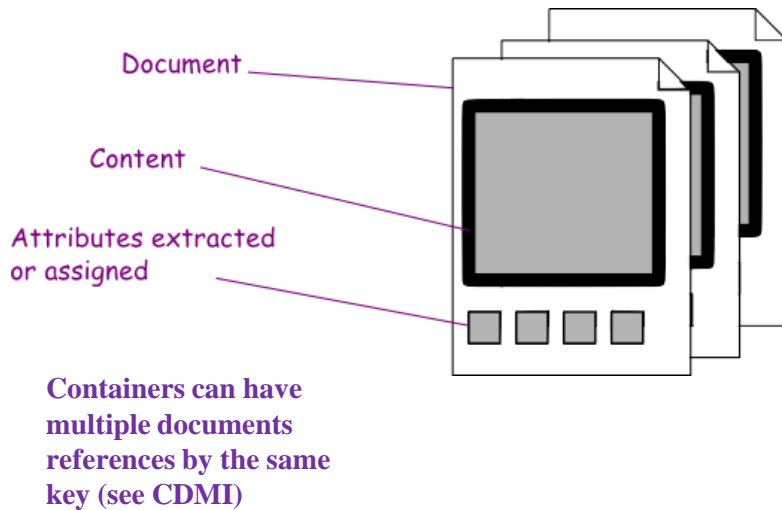 Document
Content
Attributes extracted
or assigned
Containers can have
multiple documents
references by the same
key (see CDMI)